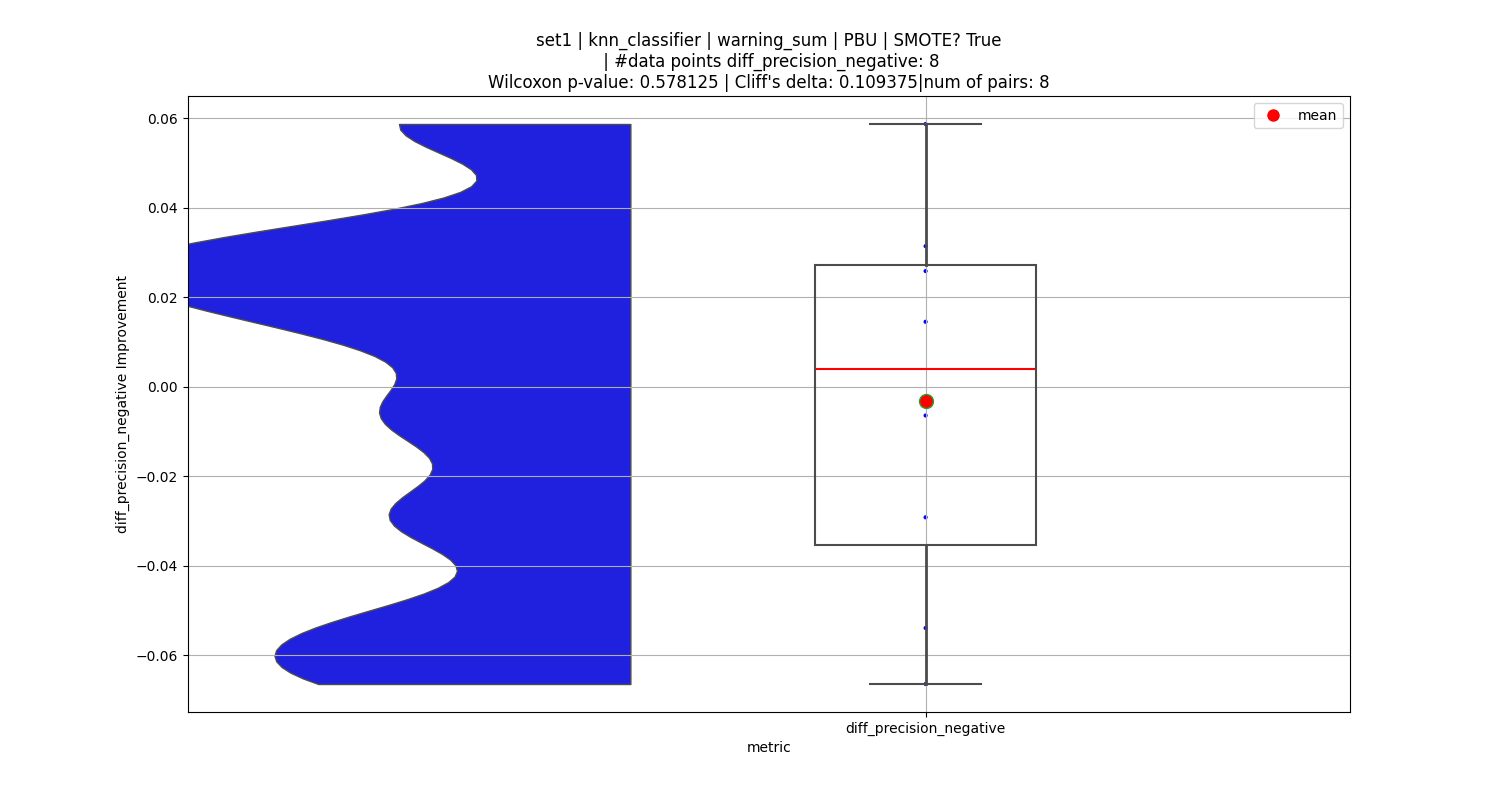 set1 | knn_classifier | warning_sum | PBU | SMOTE? True
| #data points diff_precision_negative: 8
Wilcoxon p-value: 0.578125 | Cliff's delta: 0.109375|num of pairs: 8
mean
0.06
0.04
0.02
0.00
−0.02
−0.04
−0.06
diff_precision_negative Improvement
diff_precision_negative
metric